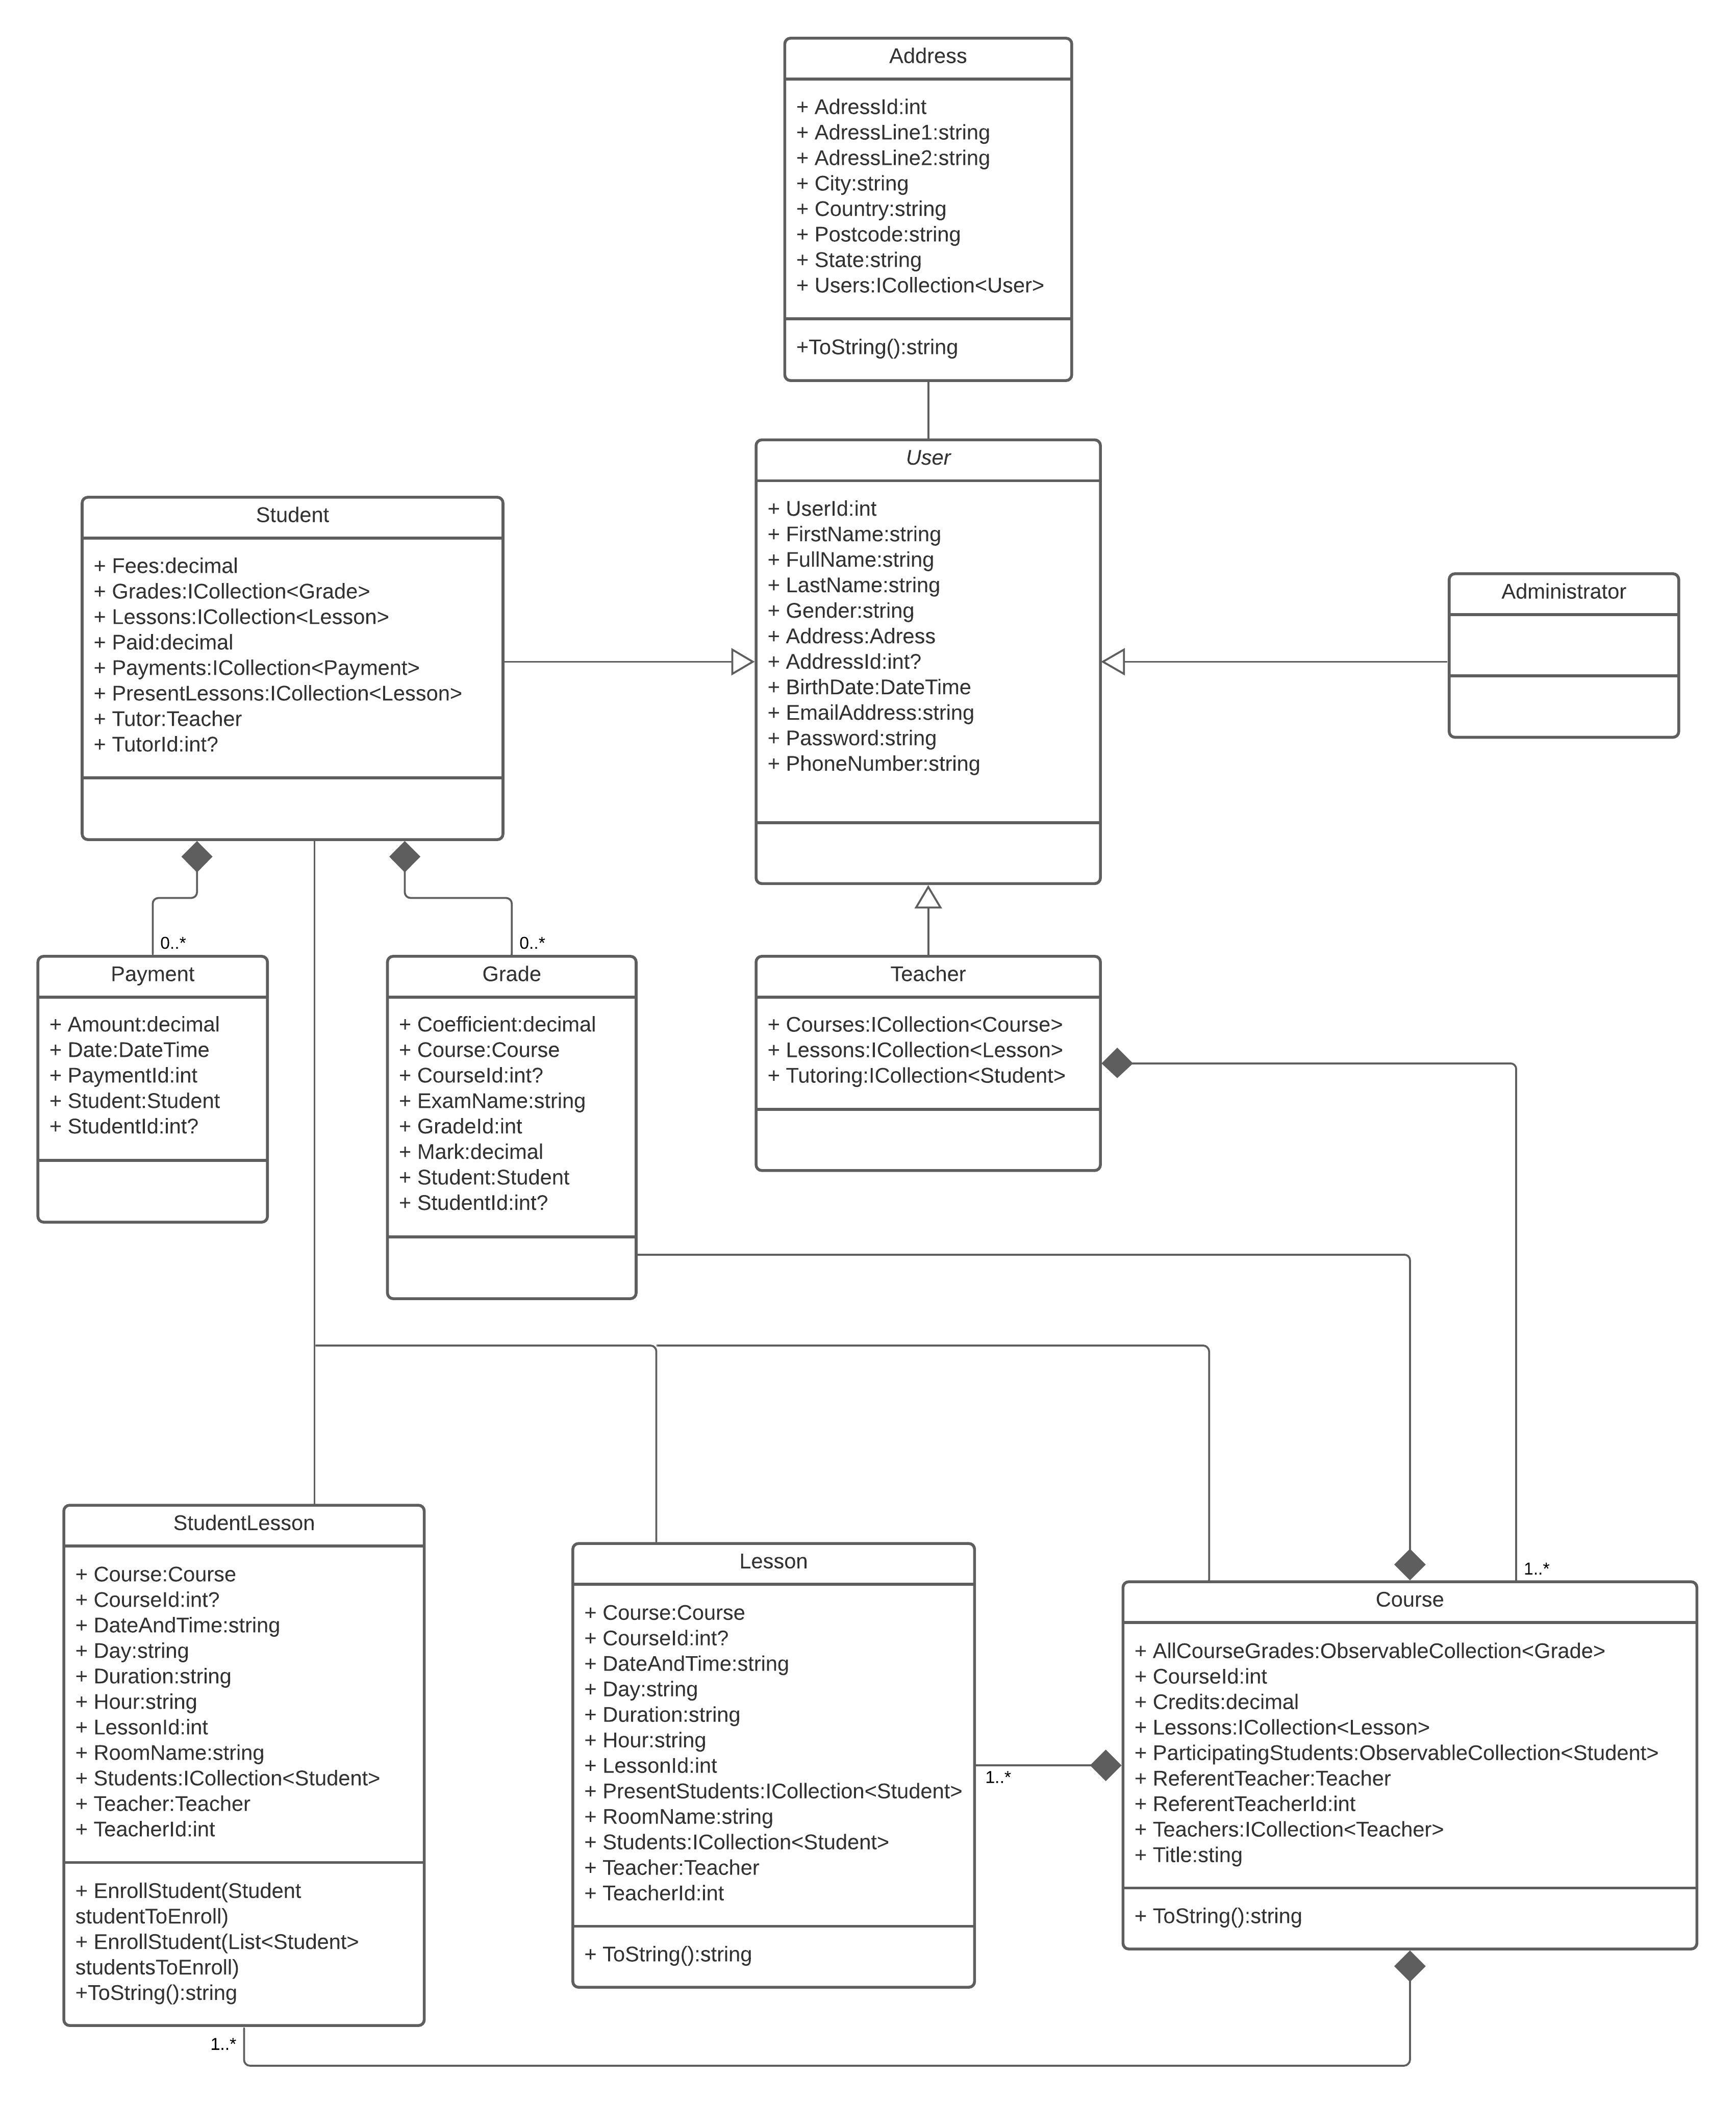 Address
+ AdressId:int
+ AdressLine1:string
+ AdressLine2:string
+ City:string
+ Country:string
+ Postcode:string
+ State:string
+ Users:ICollection<User>
+ToString():string
User
+ UserId:int
+ FirstName:string
+ FullName:string
+ LastName:string
+ Gender:string
+ Address:Adress
+ AddressId:int?
+ BirthDate:DateTime
+ EmailAddress:string
+ Password:string
+ PhoneNumber:string
Student
+ Fees:decimal
+ Grades:ICollection<Grade>
+ Lessons:ICollection<Lesson>
+ Paid:decimal
+ Payments:ICollection<Payment>
+ PresentLessons:ICollection<Lesson>
+ Tutor:Teacher
+ TutorId:int?
Administrator
0..*
0..*
Payment
+ Amount:decimal
+ Date:DateTime
+ PaymentId:int
+ Student:Student
+ StudentId:int?
Grade
+ Coefficient:decimal
+ Course:Course
+ CourseId:int?
+ ExamName:string
+ GradeId:int
+ Mark:decimal
+ Student:Student
+ StudentId:int?
Teacher
+ Courses:ICollection<Course>
+ Lessons:ICollection<Lesson>
+ Tutoring:ICollection<Student>
StudentLesson
+ Course:Course
+ CourseId:int?
+ DateAndTime:string
+ Day:string
+ Duration:string
+ Hour:string
+ LessonId:int
+ RoomName:string
+ Students:ICollection<Student>
+ Teacher:Teacher
+ TeacherId:int
+ EnrollStudent(Student
studentToEnroll)
+ EnrollStudent(List<Student>
studentsToEnroll)
+ToString():string
1..*
Lesson
+ Course:Course
+ CourseId:int?
+ DateAndTime:string
+ Day:string
+ Duration:string
+ Hour:string
+ LessonId:int
+ PresentStudents:ICollection<Student>
+ RoomName:string
+ Students:ICollection<Student>
+ Teacher:Teacher
+ TeacherId:int
+ ToString():string
1..*
1..*
Course
+ AllCourseGrades:ObservableCollection<Grade>
+ CourseId:int
+ Credits:decimal
+ Lessons:ICollection<Lesson>
+ ParticipatingStudents:ObservableCollection<Student>
+ ReferentTeacher:Teacher
+ ReferentTeacherId:int
+ Teachers:ICollection<Teacher>
+ Title:sting
+ ToString():string